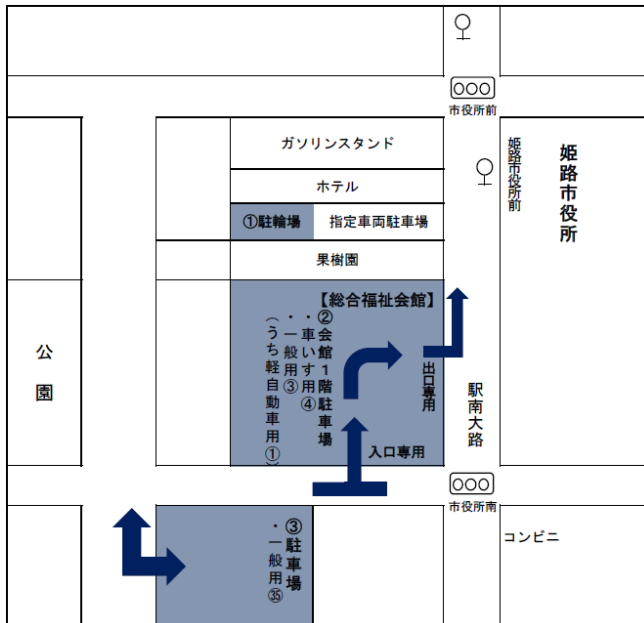 市役所前
姫路市役所前
姫路市役所
ガソリンスタンド
ホテル
①駐輪場
指定車両駐車場
果樹園
【総合福祉会館】
②会館1階駐車場
・車いす用④
・一般用③
（うち軽自動車用①）
出口専用
入口専用
公園
駅南大路
市役所南
コンビニ
③駐車場
・一般用㉟